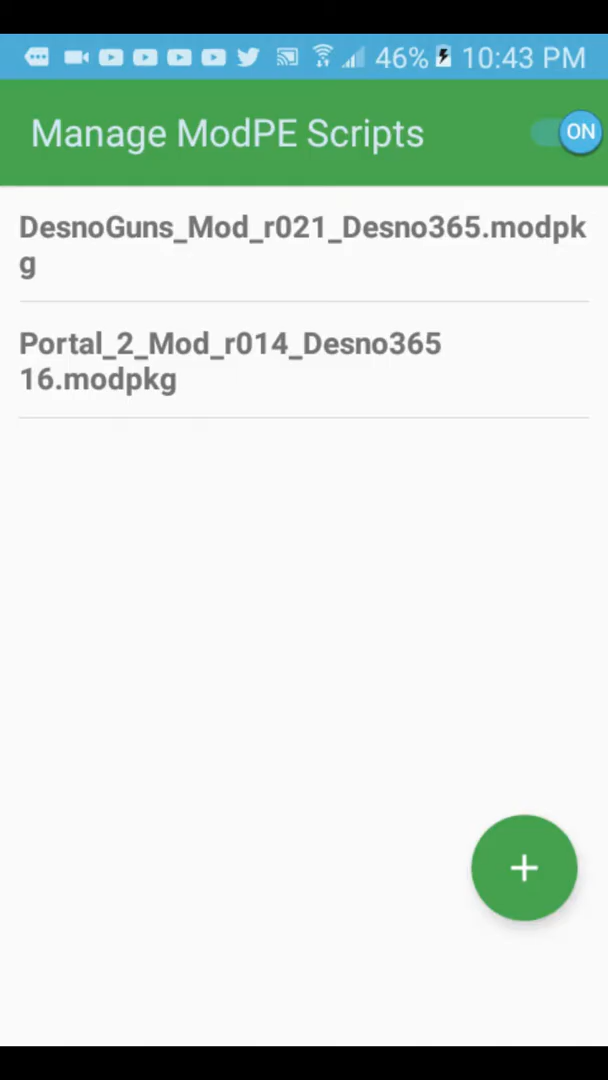 46% 10:43 PM
Manage ModPE Scripts
ON
DesnoGuns_Mod_r021_Desno365.modpk
g
Portal_2_Mod_r014_Desno365
16.modpkg